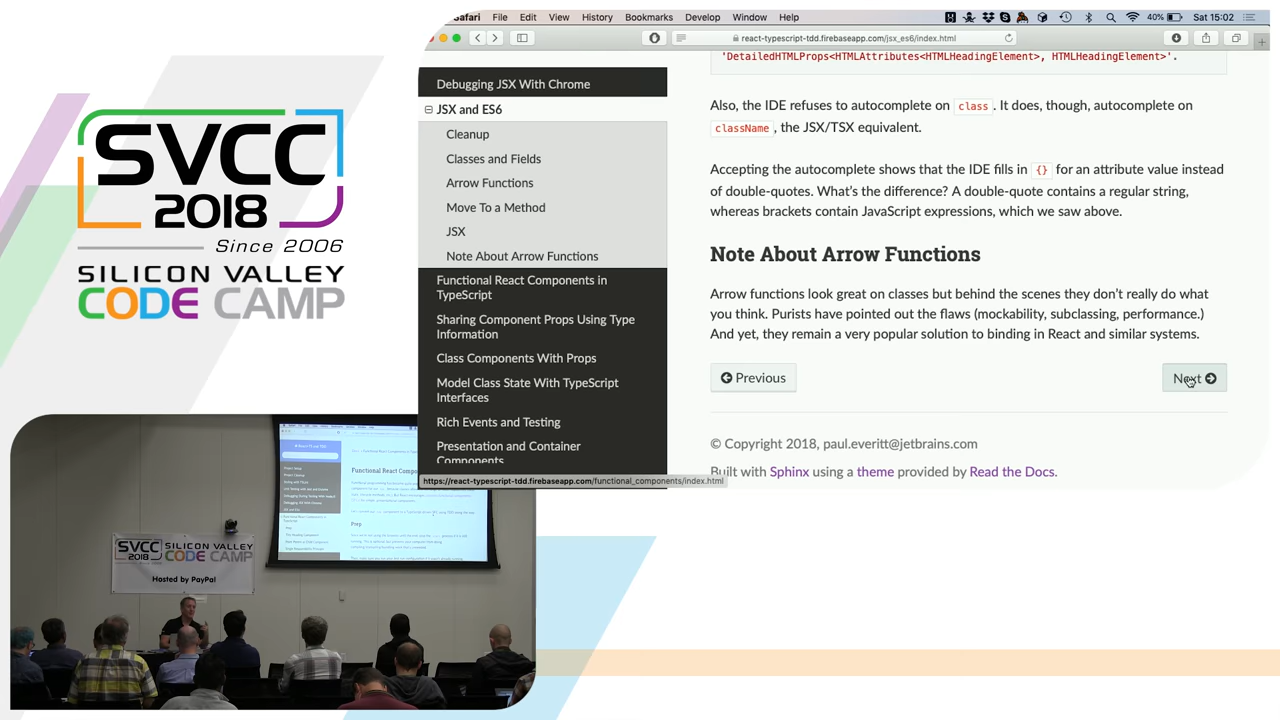 Safari File Edit View History Bookmarks Develop Window Help 40% Sat 15:02
react-typescript-tdd.firebaseapp.com/jsx_es6/index.html
'DetailedHTMLProps<HTMLAttributes<HTMLHeadingElement>, HTMLHeadingElement>'.
Debugging JSX With Chrome
JSX and ES6
Cleanup
Classes and Fields
Arrow Functions
Move To a Method
JSX
Note About Arrow Functions
Functional React Components in
TypeScript
Sharing Component Props Using Type
Information
Class Components With Props
Model Class State With TypeScript
Interfaces
Rich Events and Testing
Presentation and Container
Components
https://react-typescript-tdd.firebaseapp.com/functional_components/index.html
Also, the IDE refuses to autocomplete on class. It does, though, autocomplete on
className, the JSX/TSX equivalent.
Accepting the autocomplete shows that the IDE fills in {} for an attribute value instead
of double-quotes. What's the difference? A double-quote contains a regular string,
whereas brackets contain JavaScript expressions, which we saw above.
Note About Arrow Functions
Arrow functions look great on classes but behind the scenes they don't really do what
you think. Purists have pointed out the flaws (mockability, subclassing, performance.)
And yet, they remain a very popular solution to binding in React and similar systems.
Previous Next
© Copyright 2018, paul.everitt@jetbrains.com
Built with Sphinx using a theme provided by Read the Docs.
SVCC
2018
Since 2006
SILICON VALLEY
CODE CAMP
Functional React Compo
Prep
SVCC SILICON VALLEY
2018 CODE CAMP
Hosted by PayPal